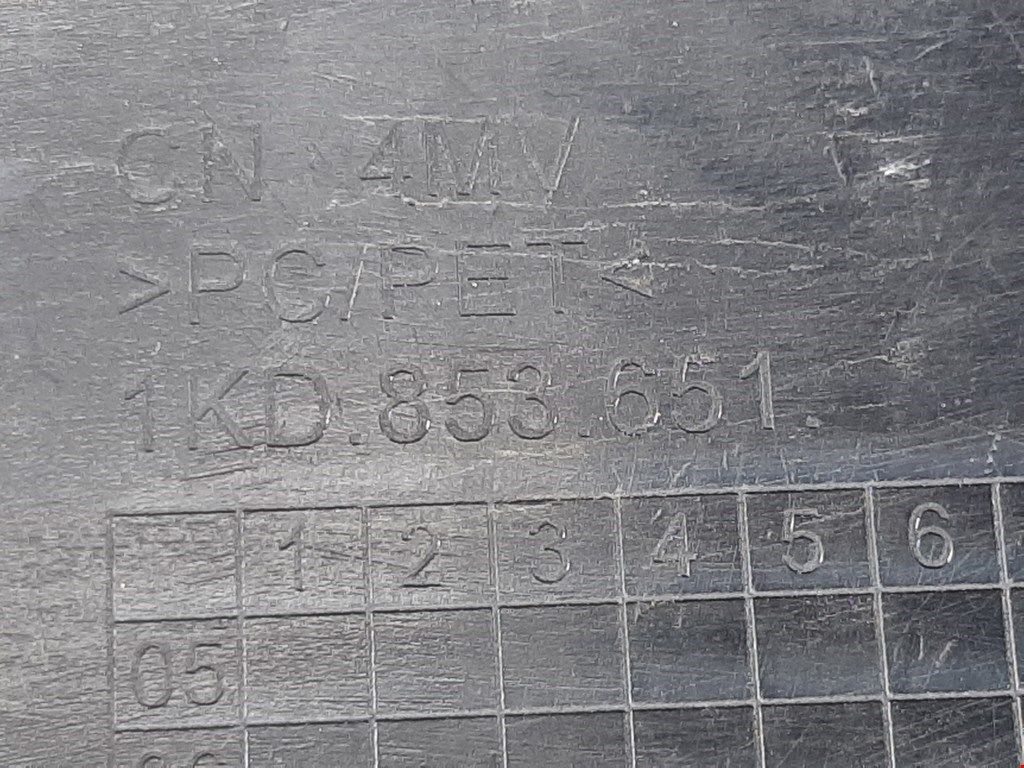 CN 4MV
>PC/PET<
1KD.853.651.
1 2 3 4 5 6
05